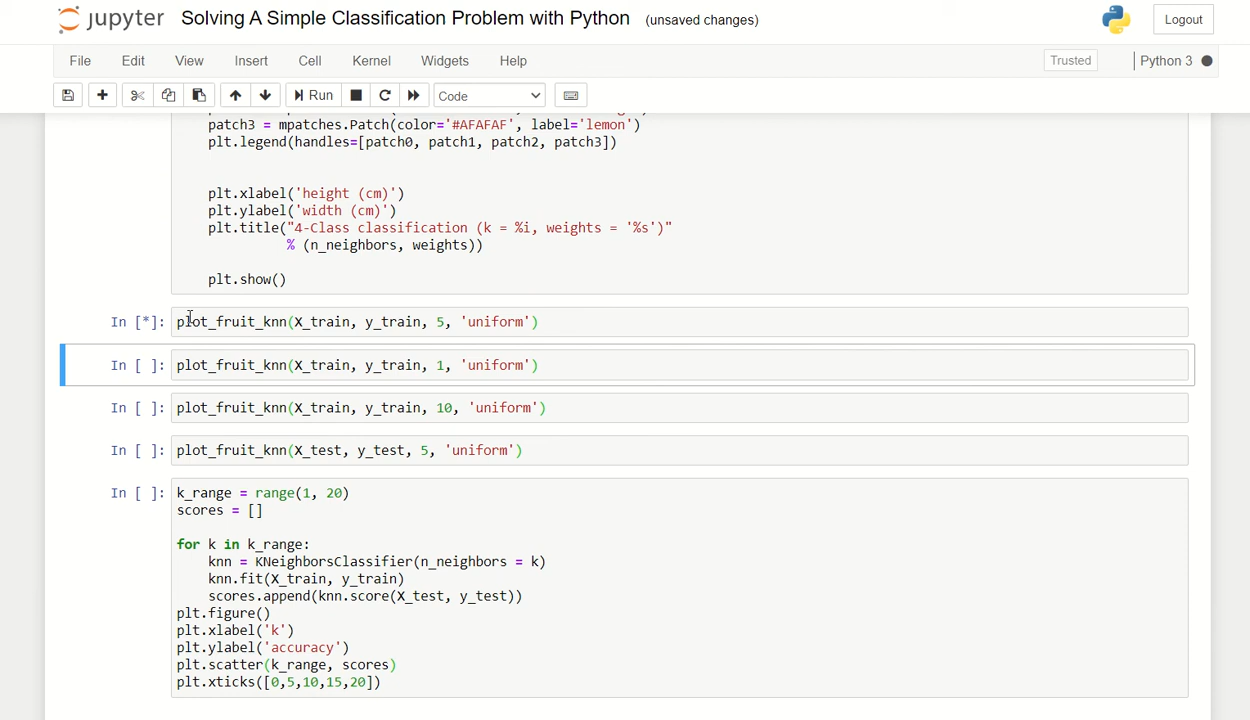 jupyter Solving A Simple Classification Problem with Python (unsaved changes) Logout
File Edit View Insert Cell Kernel Widgets Help Trusted Python 3
Run Code
patch3 = mpatches.Patch(color='#AFAFAF', label='lemon')
plt.legend(handles=[patch0, patch1, patch2, patch3])
plt.xlabel('height (cm)')
plt.ylabel('width (cm)')
plt.title("4-Class classification (k = %i, weights = '%s')"
% (n_neighbors, weights))
plt.show()
In [*]: plot_fruit_knn(X_train, y_train, 5, 'uniform')
In [ ]: plot_fruit_knn(X_train, y_train, 1, 'uniform')
In [ ]: plot_fruit_knn(X_train, y_train, 10, 'uniform')
In [ ]: plot_fruit_knn(X_test, y_test, 5, 'uniform')
In [ ]: k_range = range(1, 20)
scores = []
for k in k_range:
knn = KNeighborsClassifier(n_neighbors = k)
knn.fit(X_train, y_train)
scores.append(knn.score(X_test, y_test))
plt.figure()
plt.xlabel('k')
plt.ylabel('accuracy')
plt.scatter(k_range, scores)
plt.xticks([0,5,10,15,20])